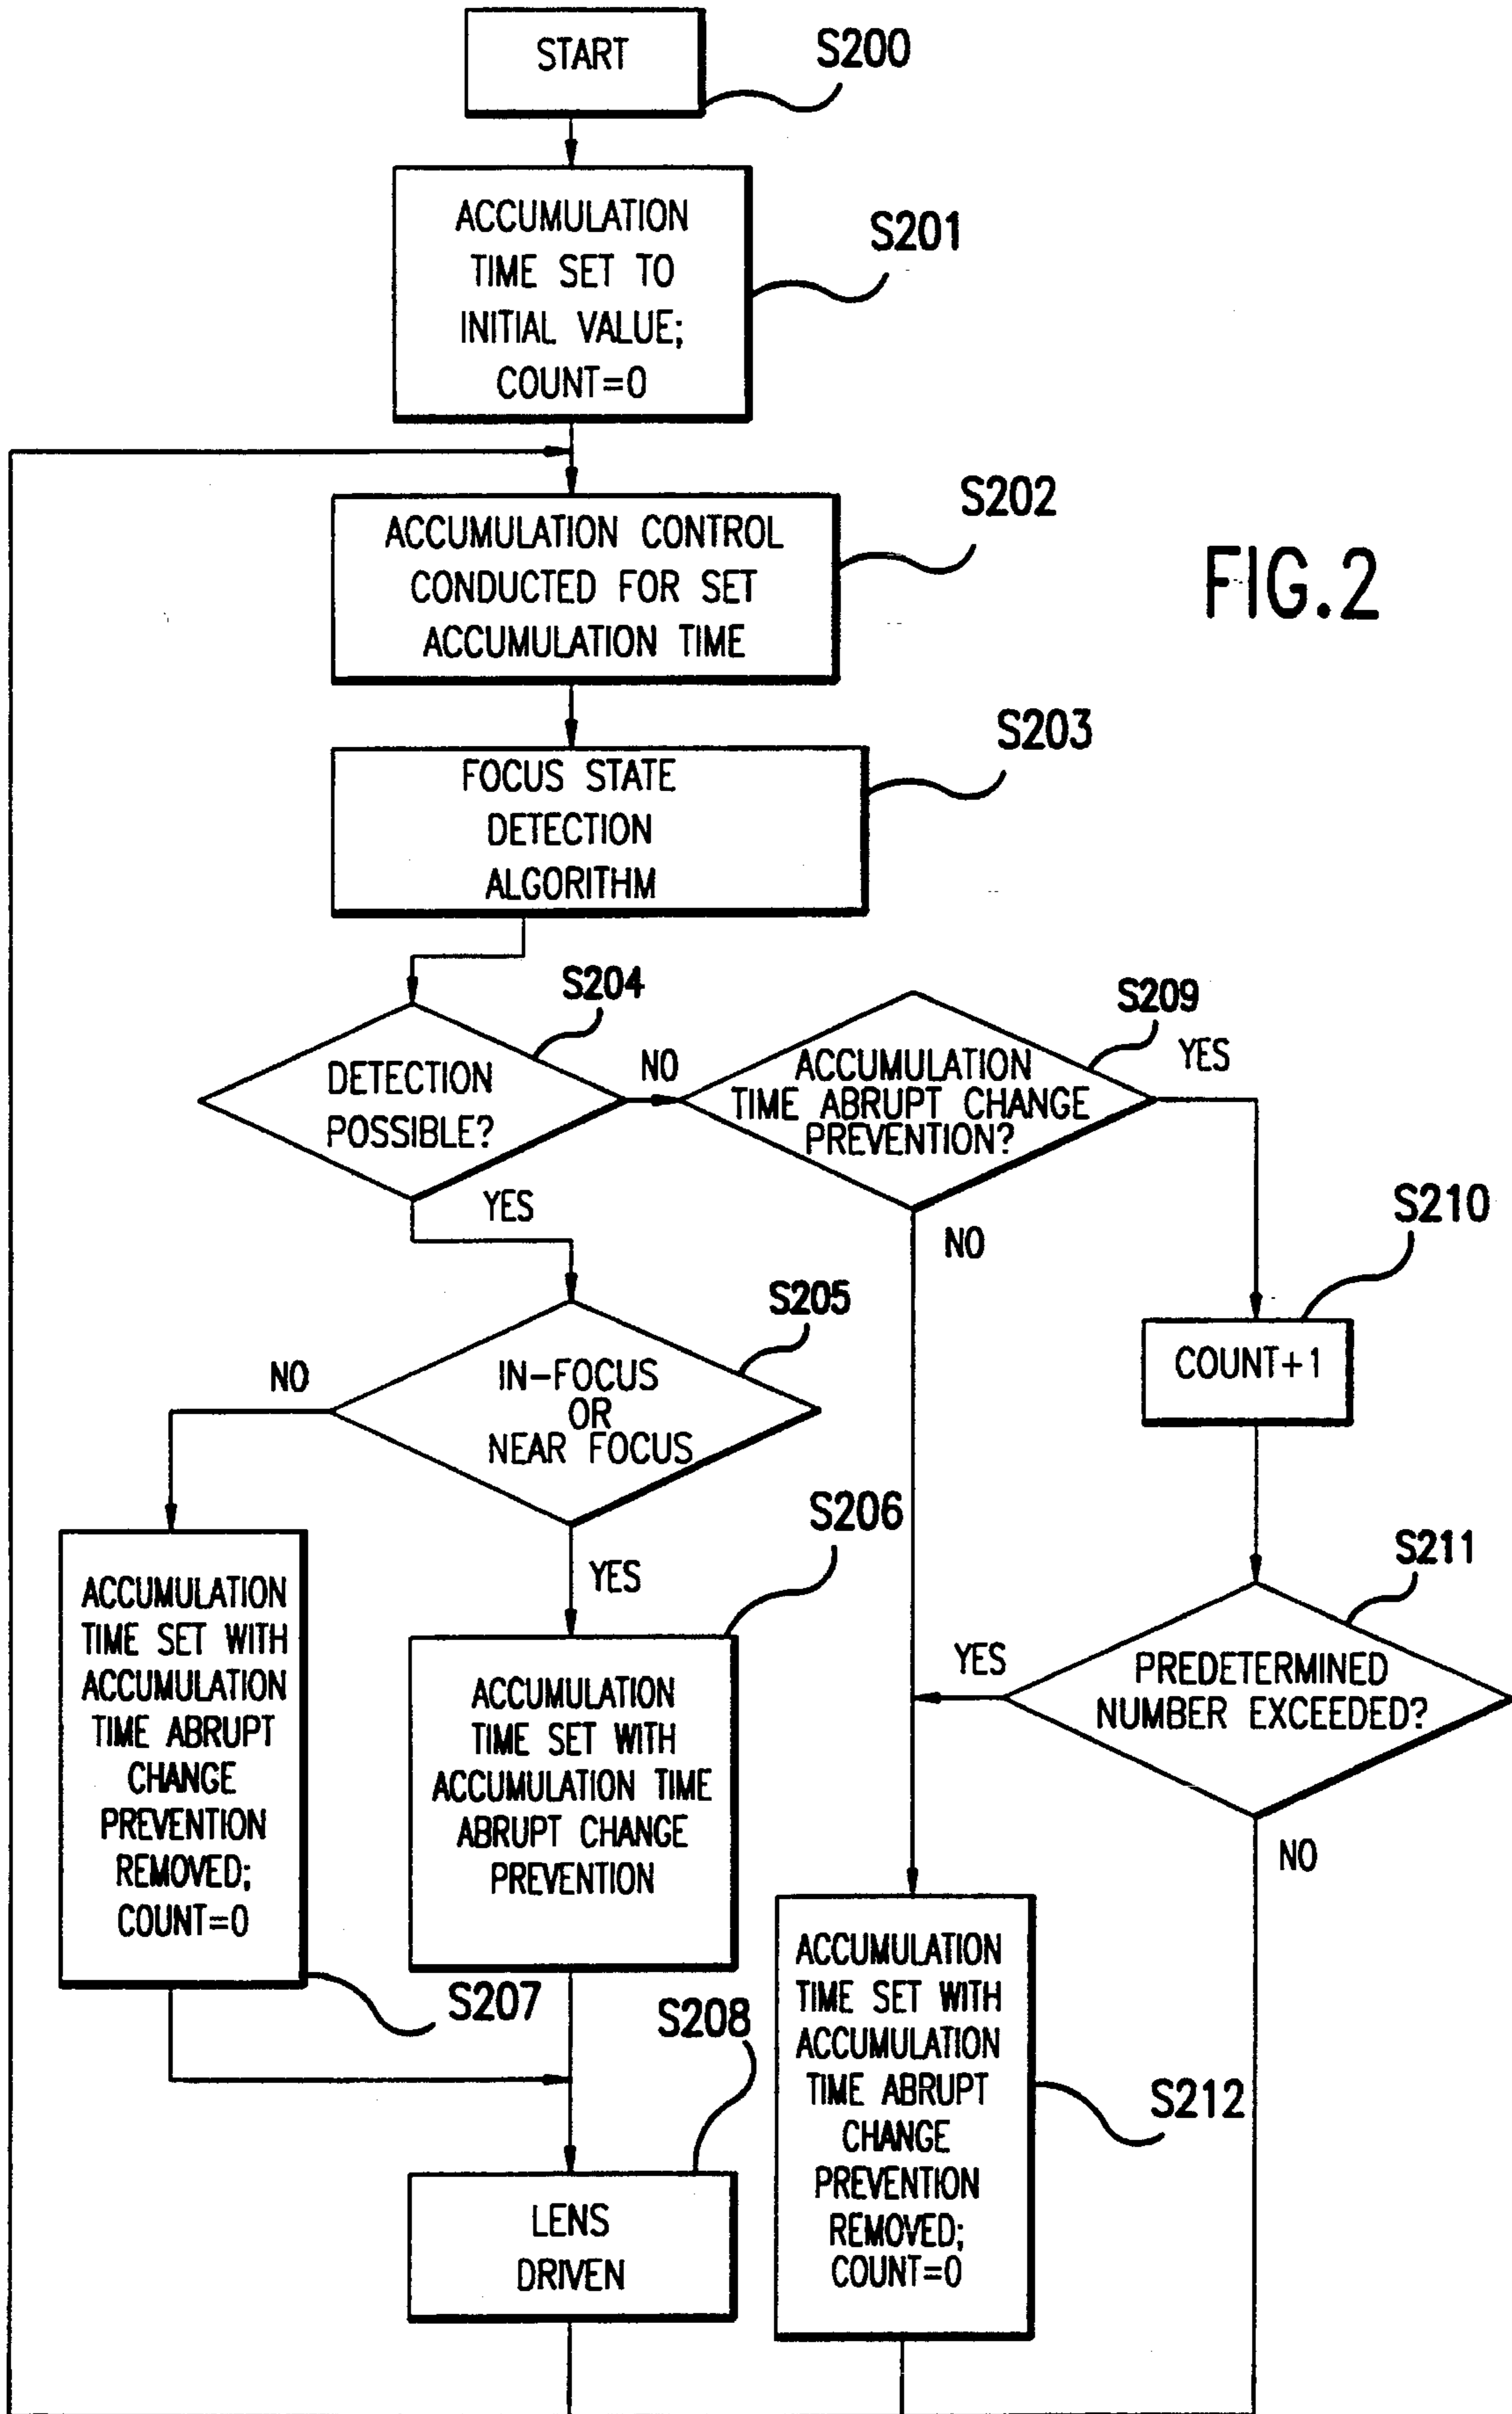 START
S200
ACCUMULATION
TIME SET TO
INITIAL VALUE;
COUNT=0
S201
ACCUMULATION CONTROL
CONDUCTED FOR SET
ACCUMULATION TIME
S202
FIG.2
FOCUS STATE
DETECTION
ALGORITHM
S203
DETECTION
POSSIBLE?
S204
NO
YES
ACCUMULATION
TIME ABRUPT CHANGE
PREVENTION?
S209
YES
NO
S210
COUNT+1
IN-FOCUS
OR
NEAR FOCUS
S205
NO
YES
S206
ACCUMULATION
TIME SET WITH
ACCUMULATION
TIME ABRUPT
CHANGE
PREVENTION
REMOVED;
COUNT=0
S207
ACCUMULATION
TIME SET WITH
ACCUMULATION TIME
ABRUPT CHANGE
PREVENTION
S211
YES
PREDETERMINED
NUMBER EXCEEDED?
NO
S208
LENS
DRIVEN
ACCUMULATION
TIME SET WITH
ACCUMULATION
TIME ABRUPT
CHANGE
PREVENTION
REMOVED;
COUNT=0
S212